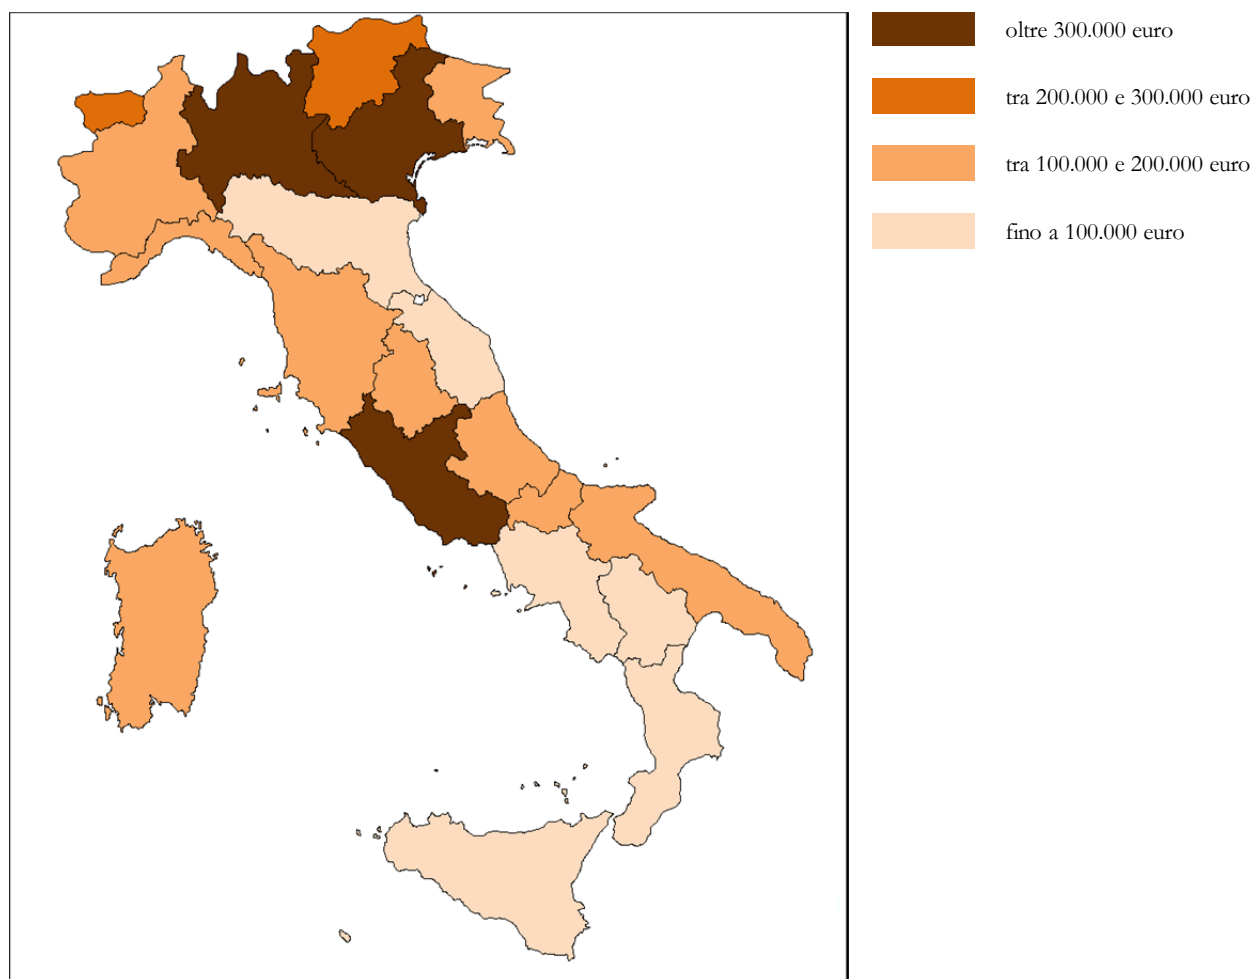 oltre 300.000 euro
tra 200.000 e 300.000 euro
tra 100.000 e 200.000 euro
fino a 100.000 euro